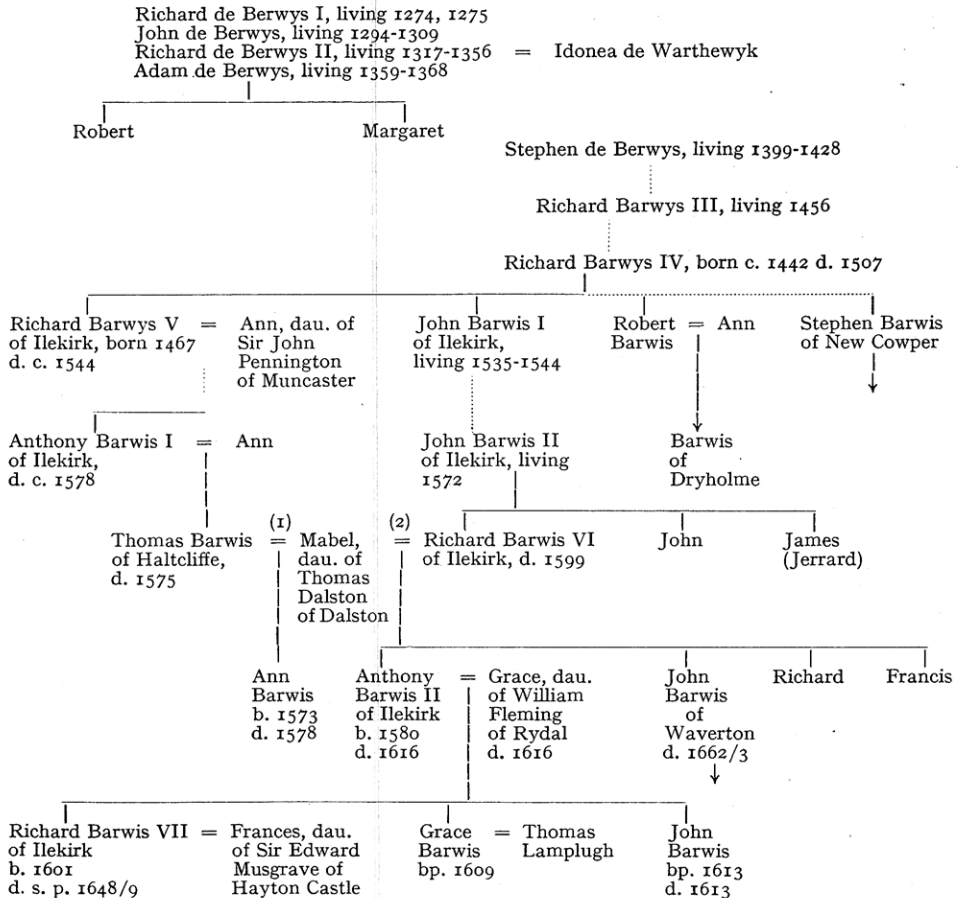 Richard de Berwys I, living 1274, 1275
John de Berwys, living 1294-1309
Richard de Berwys II, living 1317-1356 = Idonea de Warthewyk
Adam de Berwys, living 1359-1368
Robert
Margaret
Stephen de Berwys, living 1399-1428
Richard Barwys III, living 1456
Richard Barwys IV, born c. 1442 d. 1507
Richard Barwys V
of Ilekirk, born 1467
d. c. 1544
=
Ann, dau. of
Sir John
Pennington
of Muncaster
John Barwis I
of Ilekirk,
living 1535-1544
Robert
Barwis
= Ann
Stephen Barwis
of New Cowper
Anthony Barwis I
of Ilekirk,
d. c. 1578
= Ann
John Barwis II
of Ilekirk, living
1572
Barwis
of
Dryholme
Thomas Barwis
of Haltcliffe,
d. 1575
(1)
=
Mabel,
dau. of
Thomas
Dalston
of Dalston
(2)
=
Richard Barwis VI
of Ilekirk, d. 1599
John
James
(Jerrard)
Ann
Barwis
b. 1573
d. 1578
Anthony
Barwis II
of Ilekirk
b. 1580
d. 1616
=
Grace, dau.
of William
Fleming
of Rydal
d. 1616
John
Barwis
of
Waverton
d. 1662/3
Richard
Francis
Richard Barwis VII
of Ilekirk
b. 1601
d. s. p. 1648/9
=
Frances, dau.
of Sir Edward
Musgrave of
Hayton Castle
Grace
Barwis
bp. 1609
=
Thomas
Lamplugh
John
Barwis
bp. 1613
d. 1613